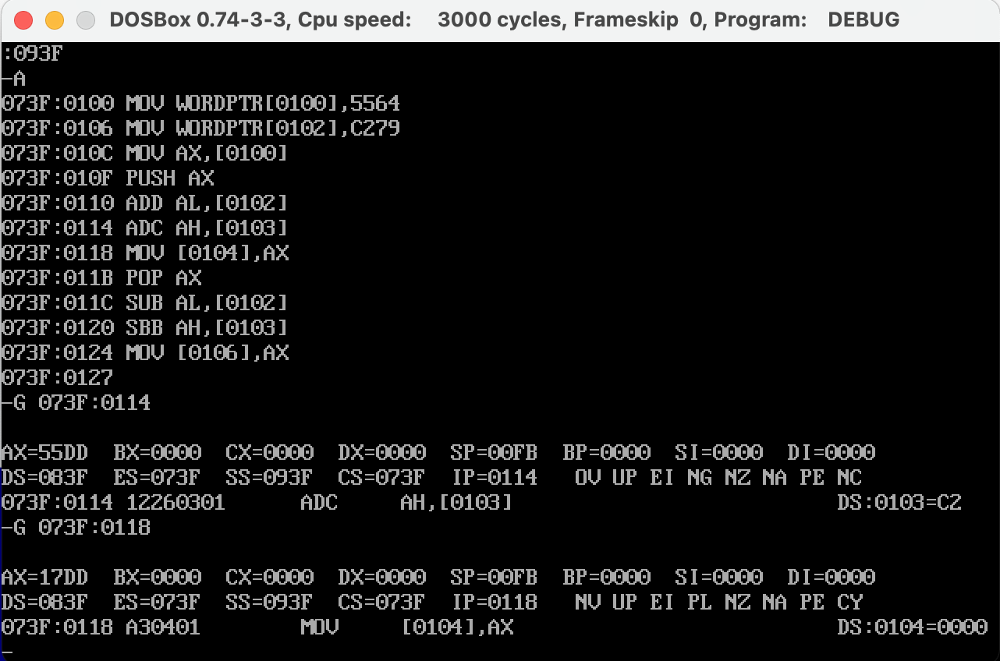 DOSBox 0.74-3-3, Cpu speed: 3000 cycles, Frameskip 0, Program: DEBUG
:093F
-A
073F:0100 MOV WORDPTR[0100],5564
073F:0106 MOV WORDPTR[0102],C279
073F:010C MOV AX,[0100]
073F:010F PUSH AX
073F:0110 ADD AL,[0102]
073F:0114 ADC AH,[0103]
073F:0118 MOV [0104],AX
073F:011B POP AX
073F:011C SUB AL,[0102]
073F:0120 SBB AH,[0103]
073F:0124 MOV [0106],AX
073F:0127
-G 073F:0114
AX=55DD BX=0000 CX=0000 DX=0000 SP=00FB BP=0000 SI=0000 DI=0000
DS=083F ES=073F SS=093F CS=073F IP=0114 OV UP EI NG NZ NA PE NC
073F:0114 12260301 ADC AH,[0103] DS:0103=C2
-G 073F:0118
AX=17DD BX=0000 CX=0000 DX=0000 SP=00FB BP=0000 SI=0000 DI=0000
DS=083F ES=073F SS=093F CS=073F IP=0118 NV UP EI PL NZ NA PE CY
073F:0118 A30401 MOV [0104],AX DS:0104=0000
-